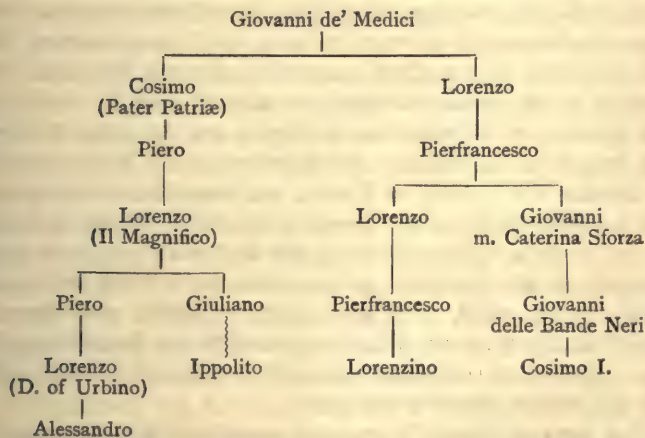 Giovanni de' Medici
Cosimo
(Pater Patriæ)
Lorenzo
Piero
Pierfrancesco
Lorenzo
(Il Magnifico)
Lorenzo
Giovanni
m. Caterina Sforza
Piero
Giuliano
Pierfrancesco
Giovanni
delle Bande Neri
Lorenzo
(D. of Urbino)
Ippolito
Lorenzino
Cosimo I.
Alessandro